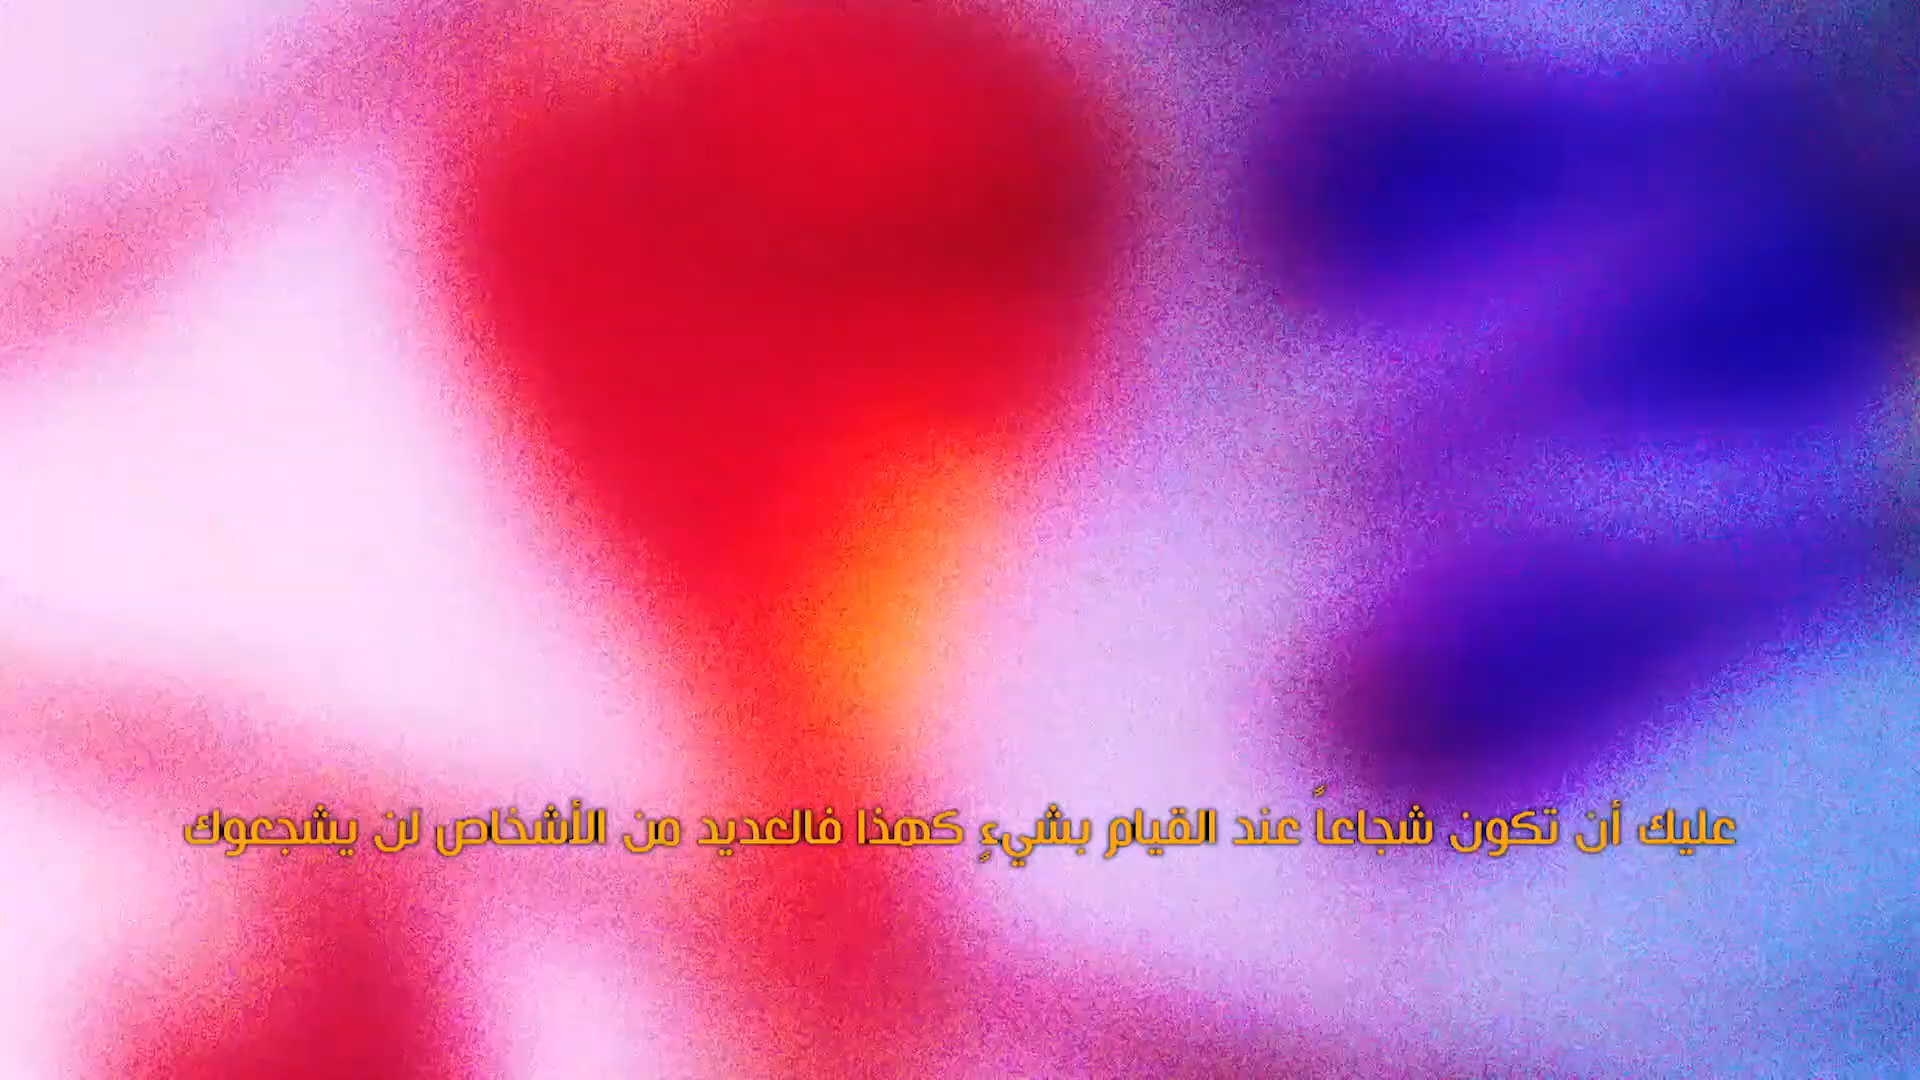 عليك أن تكون شجاعاً عند القيام بشيءٍ كهذا فالعديد من الأشخاص لن يشجعوك